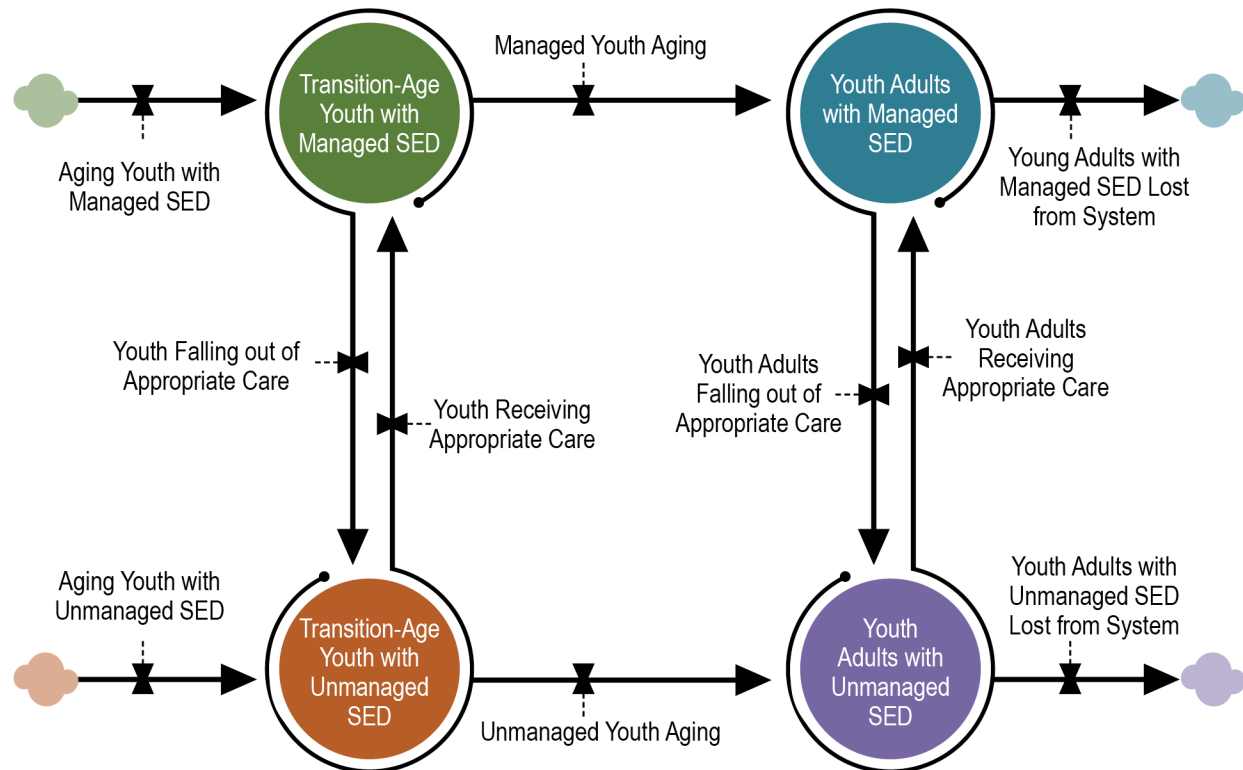 Managed Youth Aging
Transition-Age
Youth with
Managed SED
Youth Adults
with Managed
SED
Aging Youth with
Managed SED
Young Adults with
Managed SED Lost
from System
Youth Falling out of
Appropriate Care
Youth Receiving
Appropriate Care
Youth Adults
Falling out of
Appropriate Care
Youth Adults
Receiving
Appropriate Care
Aging Youth with
Unmanaged SED
Transition-Age
Youth with
Unmanaged
SED
Unmanaged Youth Aging
Youth
Adults with
Unmanaged
SED
Youth Adults with
Unmanaged SED
Lost from System